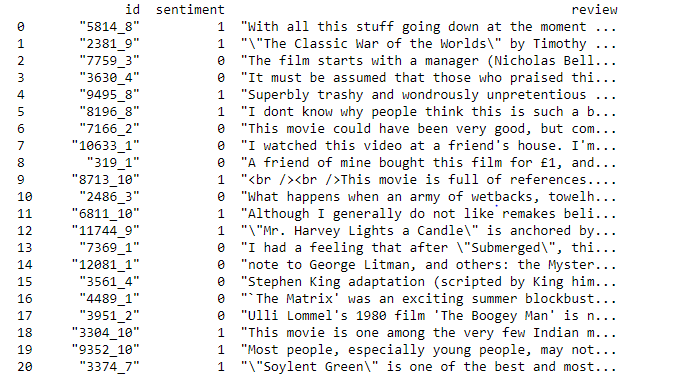 id sentiment review
0 "5814_8" 1 "With all this stuff going down at the moment ...
1 "2381_9" 1 "\"The Classic War of the Worlds\" by Timothy ...
2 "7759_3" 0 "The film starts with a manager (Nicholas Bell...
3 "3630_4" 0 "It must be assumed that those who praised thi...
4 "9495_8" 1 "Superbly trashy and wondrously unpretentious ...
5 "8196_8" 1 "I dont know why people think this is such a b...
6 "7166_2" 0 "This movie could have been very good, but com...
7 "10633_1" 0 "I watched this video at a friend's house. I'm...
8 "319_1" 0 "A friend of mine bought this film for £1, and...
9 "8713_10" 1 "<br /><br />This movie is full of references....
10 "2486_3" 0 "What happens when an army of wetbacks, towelh...
11 "6811_10" 1 "Although I generally do not like remakes beli...
12 "11744_9" 1 "\"Mr. Harvey Lights a Candle\" is anchored by...
13 "7369_1" 0 "I had a feeling that after \"Submerged\", thi...
14 "12081_1" 0 "note to George Litman, and others: the Myster...
15 "3561_4" 0 "Stephen King adaptation (scripted by King him...
16 "4489_1" 0 "`The Matrix' was an exciting summer blockbust...
17 "3951_2" 0 "Ulli Lommel's 1980 film 'The Boogey Man' is n...
18 "3304_10" 1 "This movie is one among the very few Indian m...
19 "9352_10" 1 "Most people, especially young people, may not...
20 "3374_7" 1 "\"Soylent Green\" is one of the best and most...